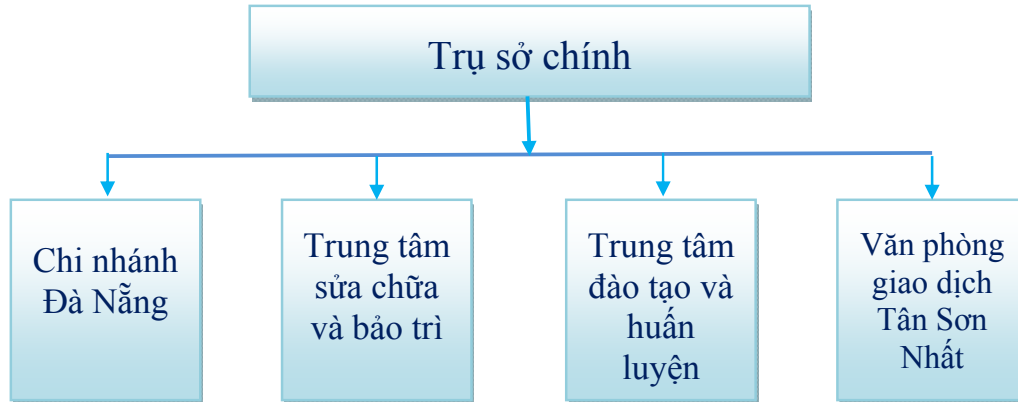 Trụ sở chính
Chi nhánh
Đà Nẵng
Trung tâm
sửa chữa
và bảo trì
Trung tâm
đào tạo và
huấn
luyện
Văn phòng
giao dịch
Tân Sơn
Nhất